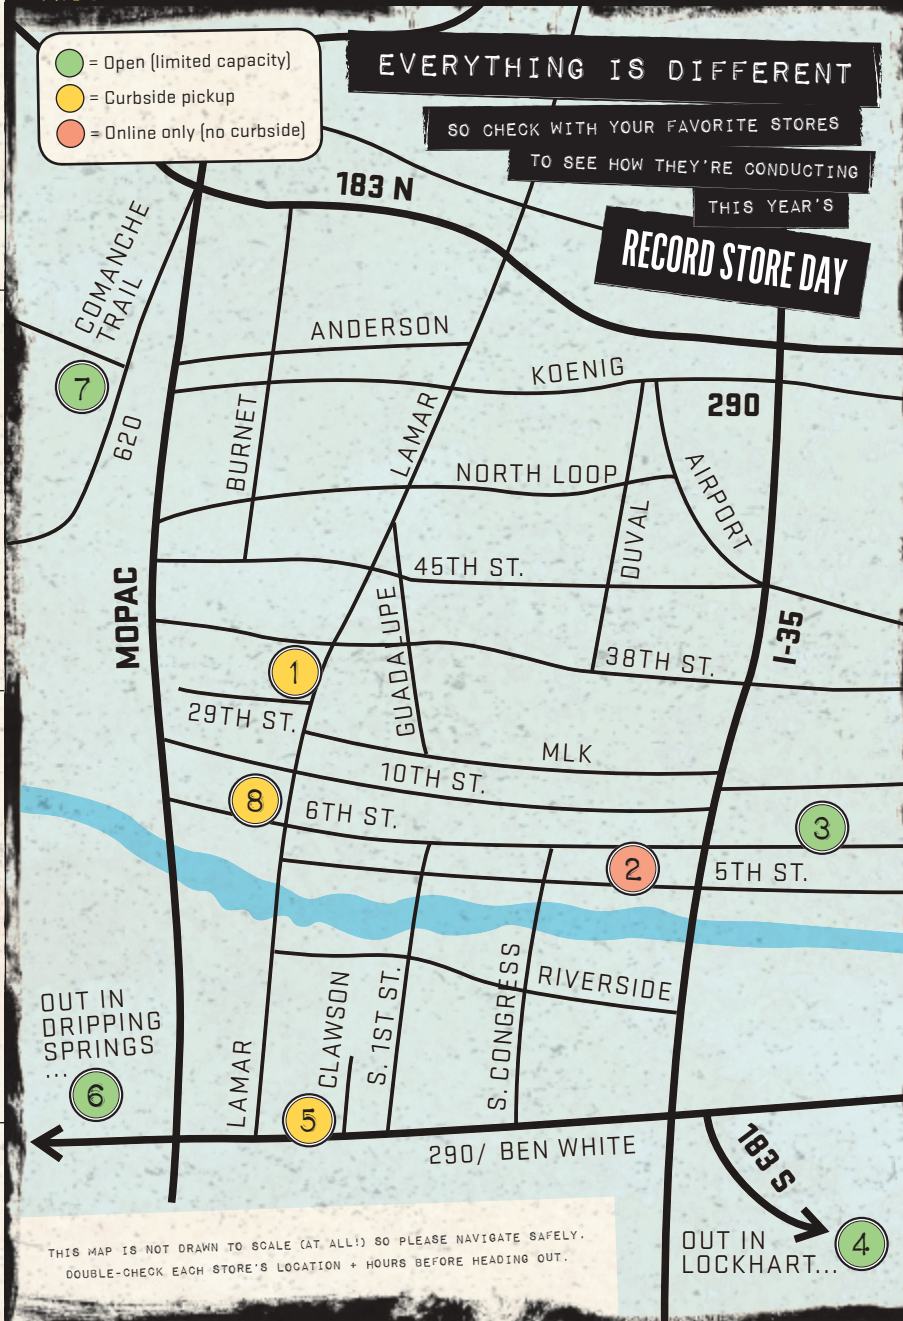 = Open (limited capacity)
= Curbside pickup
= Online only (no curbside)
EVERYTHING IS DIFFERENT
SO CHECK WITH YOUR FAVORITE STORES
TO SEE HOW THEY'RE CONDUCTING
THIS YEAR'S
RECORD STORE DAY
183 N
COMANCHE
TRAIL
ANDERSON
KOENIG
7
290
620
BURNET
LAMAR
NORTH LOOP
AIRPORT
DUVAL
45TH ST.
MOPAC
GUADALUPE
I-35
38TH ST.
1
29TH ST.
MLK
10TH ST.
8
6TH ST.
3
2
5TH ST.
RIVERSIDE
OUT IN
DRIPPING
SPRINGS
...
6
LAMAR
CLAWSON
S. 1ST ST.
S. CONGRESS
5
290/ BEN WHITE
183 S
OUT IN
LOCKHART...
4
THIS MAP IS NOT DRAWN TO SCALE (AT ALL!) SO PLEASE NAVIGATE SAFELY.
DOUBLE-CHECK EACH STORE'S LOCATION + HOURS BEFORE HEADING OUT.